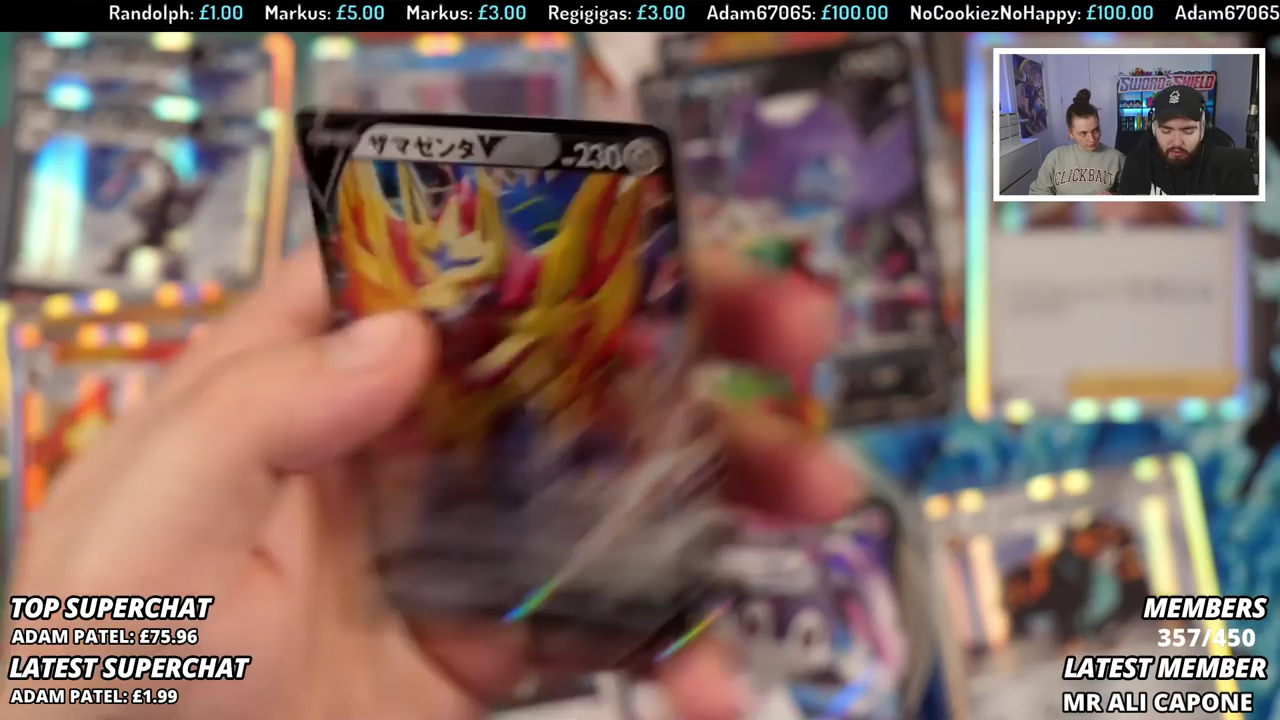 Randolph: £1.00 Markus: £5.00 Markus: £3.00 Regigigas: £3.00 Adam67065: £100.00 NoCookiezNoHappy: £100.00 Adam67065
SWORD SHIELD
CLICKBAIT
ザマゼンタV 230
TOP SUPERCHAT
ADAM PATEL: £75.96
LATEST SUPERCHAT
ADAM PATEL: £1.99
MEMBERS
357/450
LATEST MEMBER
MR ALI CAPONE